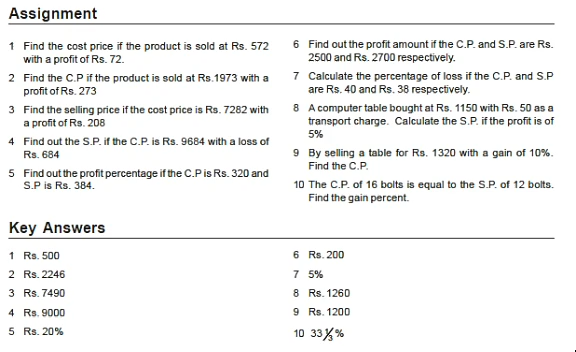 Assignment
1 Find the cost price if the product is sold at Rs. 572
with a profit of Rs. 72.
2 Find the C.P if the product is sold at Rs.1973 with a
profit of Rs. 273
3 Find the selling price if the cost price is Rs. 7282 with
a profit of Rs. 208
4 Find out the S.P. if the C.P. is Rs. 9684 with a loss of
Rs. 684
5 Find out the profit percentage if the C.P is Rs. 320 and
S.P is Rs. 384.
6 Find out the profit amount if the C.P. and S.P. are Rs.
2500 and Rs. 2700 respectively.
7 Calculate the percentage of loss if the C.P. and S.P
are Rs. 40 and Rs. 38 respectively.
8 A computer table bought at Rs. 1150 with Rs. 50 as a
transport charge. Calculate the S.P. if the profit is of
5%
9 By selling a table for Rs. 1320 with a gain of 10%.
Find the C.P.
10 The C.P. of 16 bolts is equal to the S.P. of 12 bolts.
Find the gain percent.
Key Answers
1 Rs. 500
2 Rs. 2246
3 Rs. 7490
4 Rs. 9000
5 Rs. 20%
6 Rs. 200
7 5%
8 Rs. 1260
9 Rs. 1200
10 33 1/3 %